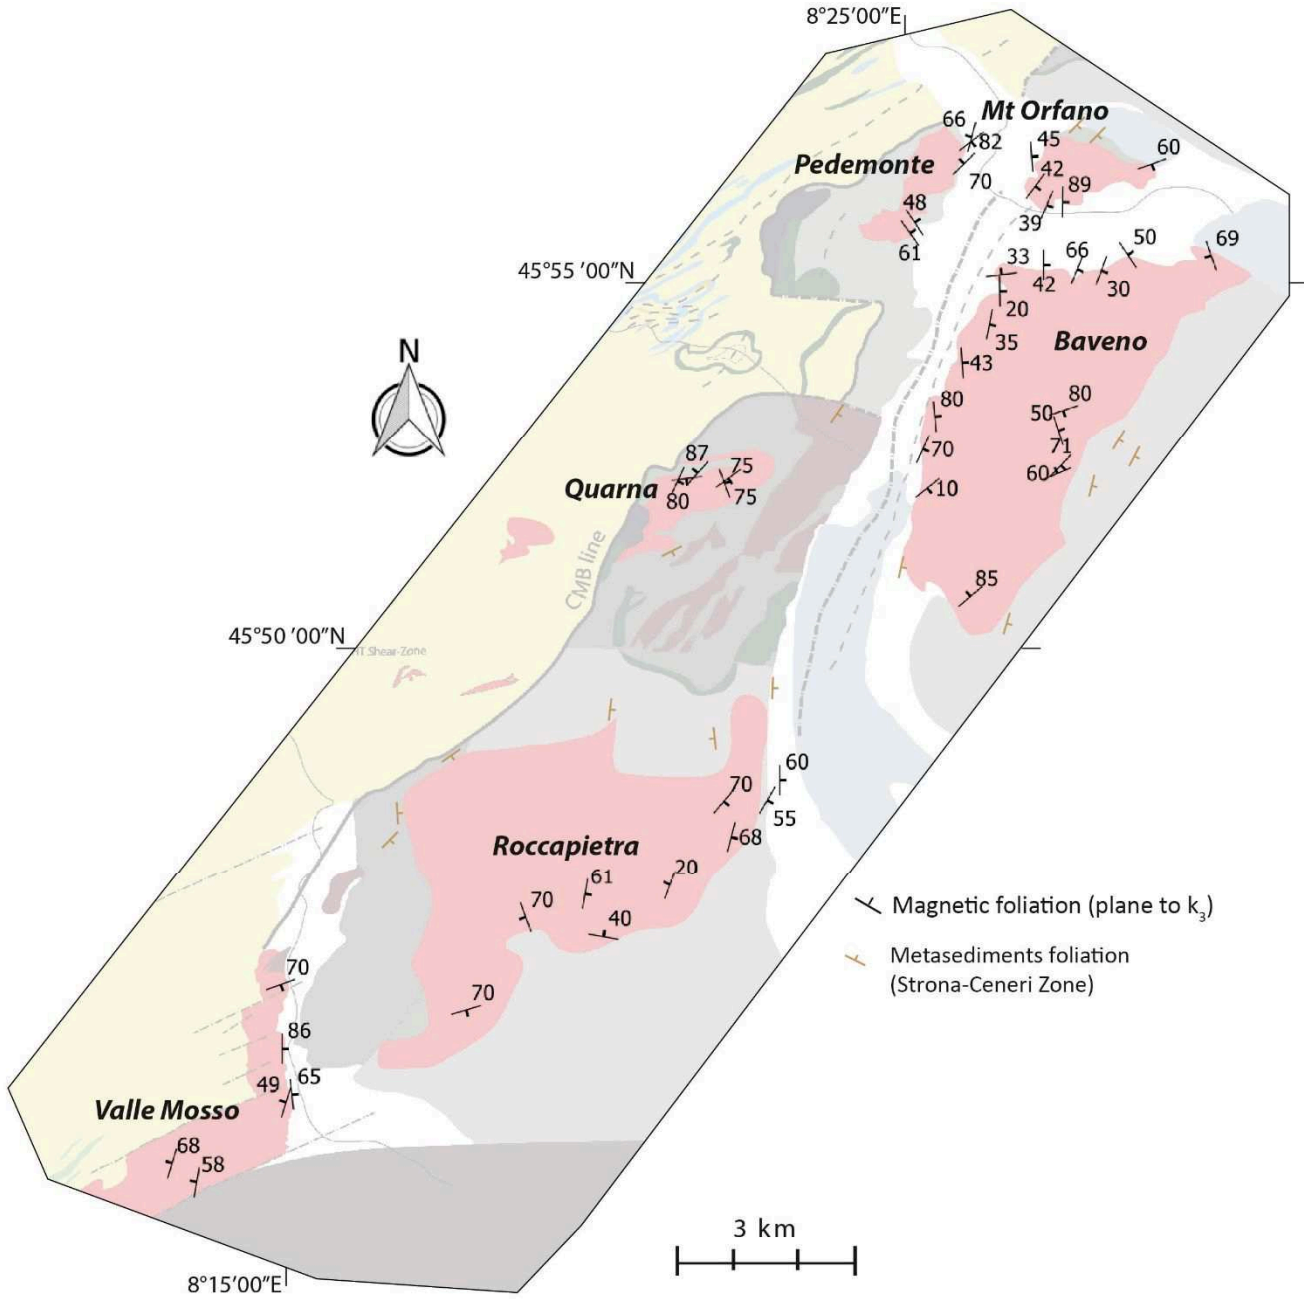 8°25′00″E
Mt Orfano
66
82
45
60
Pedemonte
42
70
89
48
39
61
50
69
33
66
45°55 ′00″N
42
30
20
35
Baveno
N
43
80
80
50
87
70
71
75
60
Quarna
80
75
10
CMB line
85
45°50 ′00″N
HT Shear-Zone
60
70
55
68
Roccapietra
20
61
70
40
Magnetic foliation (plane to k₃)
Metasediments foliation
(Strona-Ceneri Zone)
70
70
86
49
65
Valle Mosso
68
58
3 km
8°15′00″E